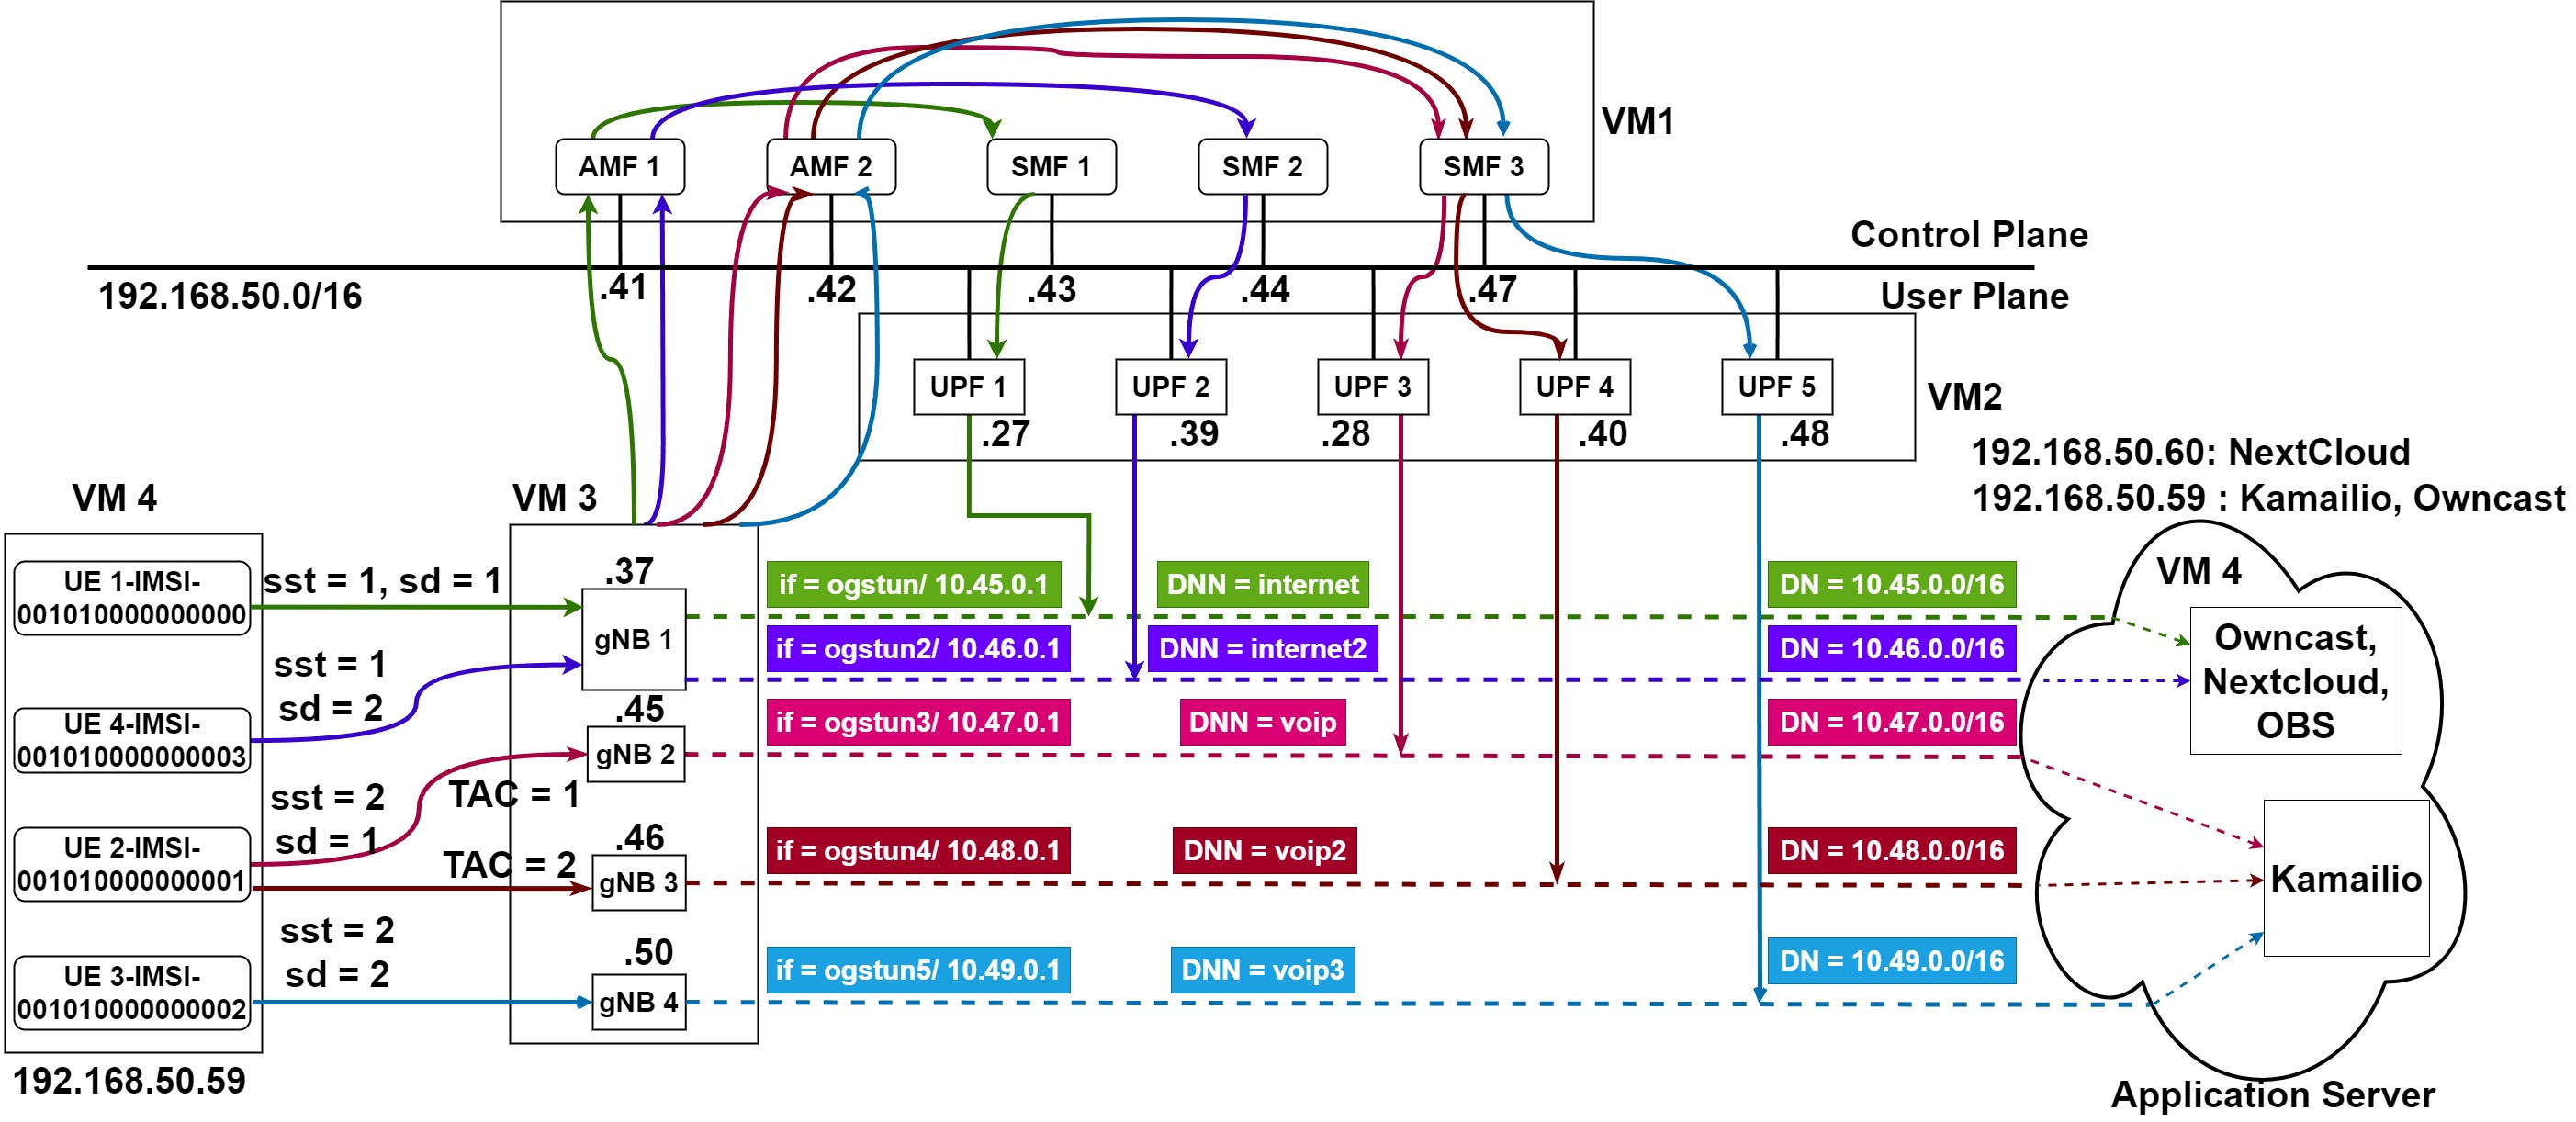 VM1
AMF 1
AMF 2
SMF 1
SMF 2
SMF 3
Control Plane
192.168.50.0/16
.41
.42
.43
.44
.47
User Plane
UPF 1
UPF 2
UPF 3
UPF 4
UPF 5
VM2
.27
.39
.28
.40
.48
192.168.50.60: NextCloud
192.168.50.59 : Kamailio, Owncast
VM 4
VM 3
UE 1-IMSI-
001010000000000
sst = 1, sd = 1
.37
gNB 1
if = ogstun/ 10.45.0.1
DNN = internet
DN = 10.45.0.0/16
VM 4
Owncast,
Nextcloud,
OBS
sst = 1
sd = 2
if = ogstun2/ 10.46.0.1
DNN = internet2
DN = 10.46.0.0/16
UE 4-IMSI-
001010000000003
.45
gNB 2
if = ogstun3/ 10.47.0.1
DNN = voip
DN = 10.47.0.0/16
sst = 2
sd = 1
TAC = 1
UE 2-IMSI-
001010000000001
TAC = 2
.46
gNB 3
if = ogstun4/ 10.48.0.1
DNN = voip2
DN = 10.48.0.0/16
Kamailio
sst = 2
sd = 2
UE 3-IMSI-
001010000000002
.50
gNB 4
if = ogstun5/ 10.49.0.1
DNN = voip3
DN = 10.49.0.0/16
192.168.50.59
Application Server